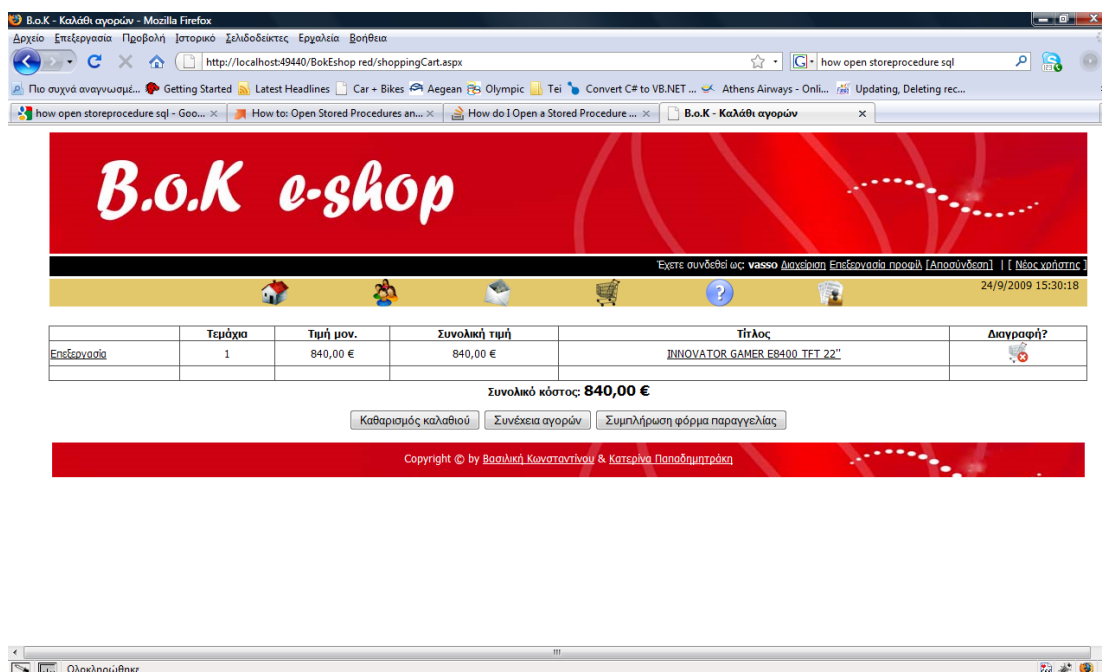 B.o.K - Καλάθι αγορών - Mozilla Firefox
Αρχείο Επεξεργασία Προβολή Ιστορικό Σελιδοδείκτες Εργαλεία Βοήθεια
http://localhost:49440/BokEshop red/shoppingCart.aspx G how open storeprocedure sql
Πιο συχνά αναγνωσμέ... Getting Started Latest Headlines Car + Bikes Aegean Olympic Tei Convert C# to VB.NET ... Athens Airways - Onli... Updating, Deleting rec...
how open storeprocedure sql - Goo... How to: Open Stored Procedures an... How do I Open a Stored Procedure ... B.o.K - Καλάθι αγορών
B.o.K e-shop
Έχετε συνδεθεί ως: vasso Διαχείριση Επεξεργασία προφίλ [Αποσύνδεση] | [ Νέος χρήστης ]
24/9/2009 15:30:18
Τεμάχια Τιμή μον. Συνολική τιμή Τίτλος Διαγραφή?
Επεξεργασία 1 840,00 € 840,00 € INNOVATOR GAMER E8400 TFT 22"
Συνολικό κόστος: 840,00 €
Καθαρισμός καλαθιού Συνέχεια αγορών Συμπλήρωση φόρμα παραγγελίας
Copyright © by Βασιλική Κωνσταντίνου & Κατερίνα Παπαδημητράκη
Ολοκληρώθηκε